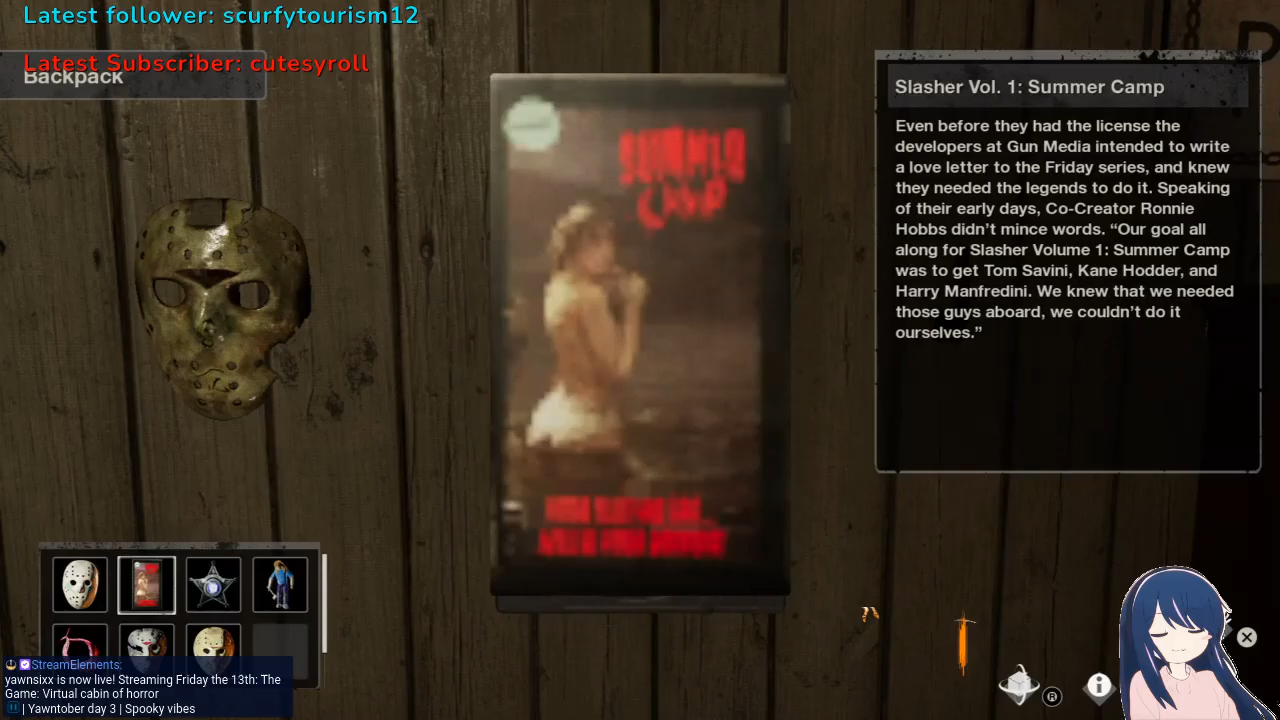 Latest follower: scurfytourism12
Latest Subscriber: cutesyroll
Backpack
Slasher Vol. 1: Summer Camp
Even before they had the license the
developers at Gun Media intended to write
a love letter to the Friday series, and knew
they needed the legends to do it. Speaking
of their early days, Co-Creator Ronnie
Hobbs didn’t mince words. “Our goal all
along for Slasher Volume 1: Summer Camp
was to get Tom Savini, Kane Hodder, and
Harry Manfredini. We knew that we needed
those guys aboard, we couldn’t do it
ourselves.”
SUMMER
CAMP
StreamElements:
yawnsixx is now live! Streaming Friday the 13th: The
Game: Virtual cabin of horror
| Yawntober day 3 | Spooky vibes
R